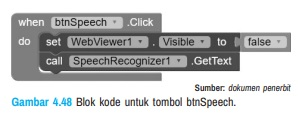 when btnSpeech .Click
do set WebViewer1 . Visible to false
call SpeechRecognizer1 .GetText
Sumber: dokumen penerbit
Gambar 4.48 Blok kode untuk tombol btnSpeech.